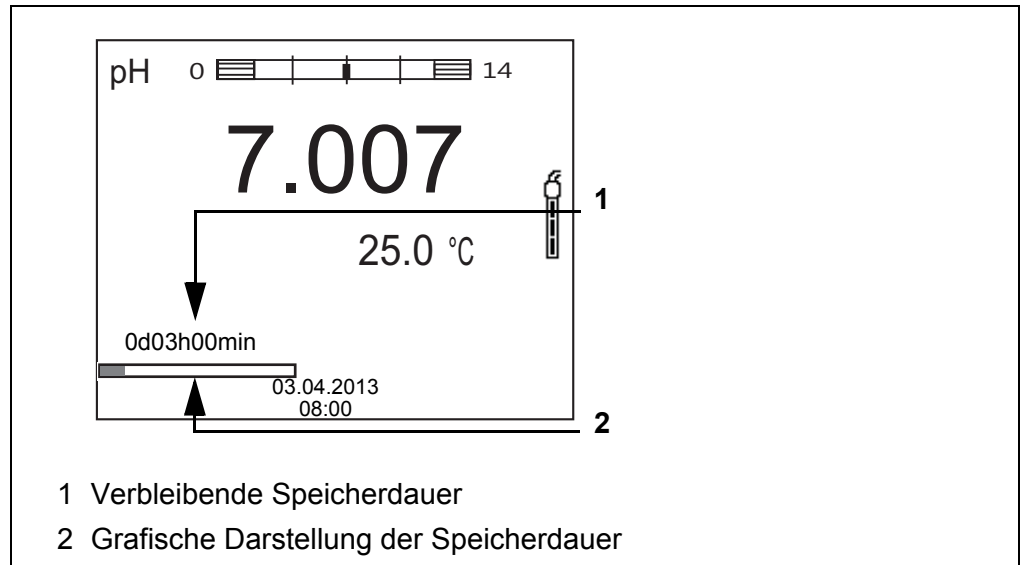 pH 0 14
7.007
1
25.0 °C
0d03h00min
03.04.2013
08:00
2
1 Verbleibende Speicherdauer
2 Grafische Darstellung der Speicherdauer